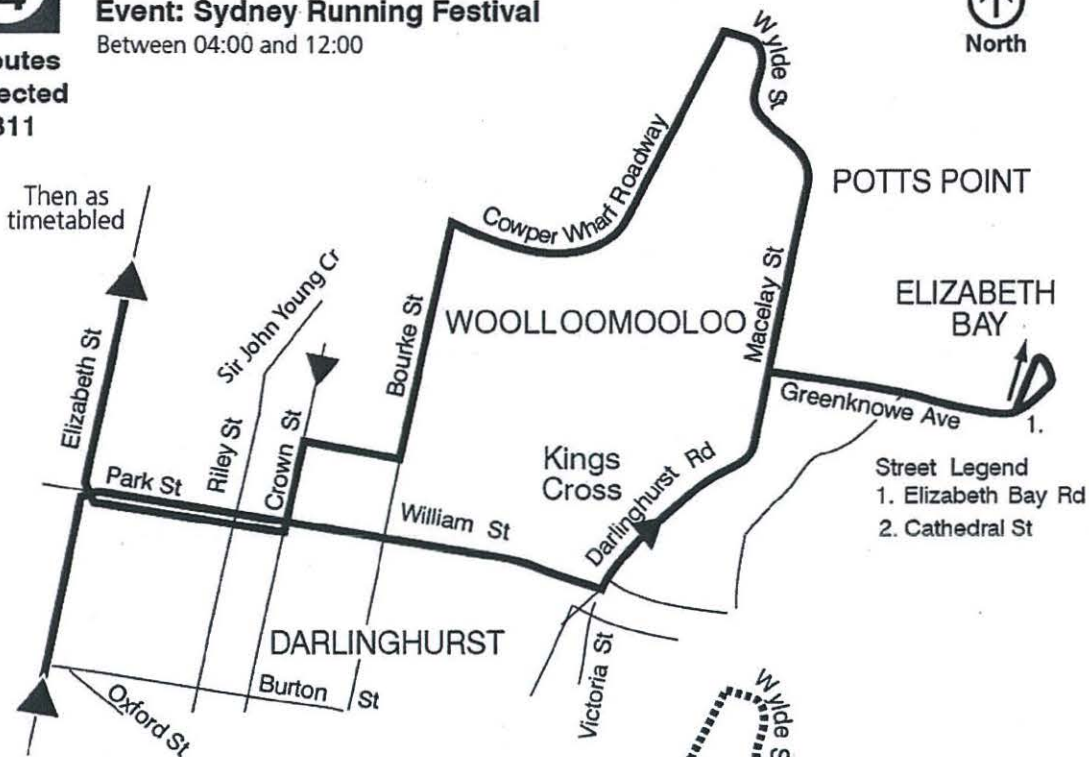 Event: Sydney Running Festival
Between 04:00 and 12:00
North
311
Then as
timetabled
Wylde St
Cowper Wharf Roadway
POTTS POINT
Sir John Young Cr
Bourke St
WOOLLOOMOOLOO
Macelay St
ELIZABETH
BAY
Elizabeth St
Riley St
Crown St
Park St
Greenknowe Ave
1.
Kings
Cross
Darlinghurst Rd
William St
Street Legend
1. Elizabeth Bay Rd
2. Cathedral St
DARLINGHURST
Victoria St
Burton St
Oxford St
Wylde S